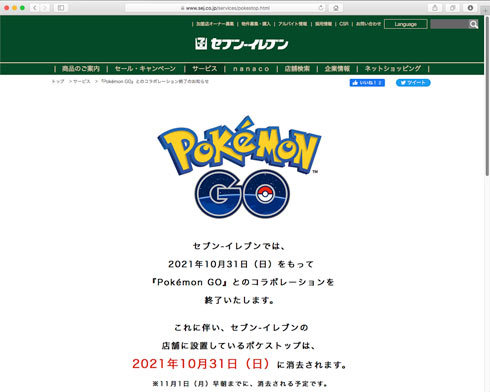 www.sej.co.jp/services/pokestop.html
加盟店オーナー募集 | 物件募集・購入 | アルバイト情報 | 採用情報 | CSR | お問い合わせ Language
セブン-イレブン
商品のご案内 | セール・キャンペーン | サービス | nanaco | 店舗検索 | 企業情報 | ネットショッピング
トップ > サービス > 『Pokémon GO』とのコラボレーション終了のお知らせ
いいね！ ツイート
POKÉMON
GO
セブン-イレブンでは、
2021年10月31日（日）をもって
『Pokémon GO』とのコラボレーションを
終了いたします。
これに伴い、セブン-イレブンの
店舗に設置しているポケストップは、
2021年10月31日（日）に消去されます。
※11月1日（月）早朝までに、消去される予定です。